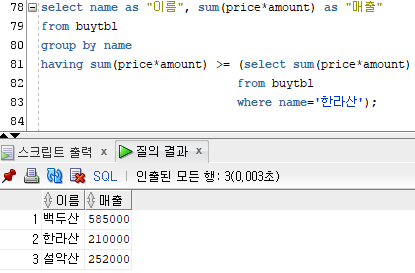 78 select name as "이름", sum(price*amount) as "매출"
79 from buytbl
80 group by name
81 having sum(price*amount) >= (select sum(price*amount)
82 from buytbl
83 where name='한라산');
84
스크립트 출력 x 질의 결과 x
SQL | 인출된 모든 행: 3(0,003초)
이름 매출
1 백두산 585000
2 한라산 210000
3 설악산 252000